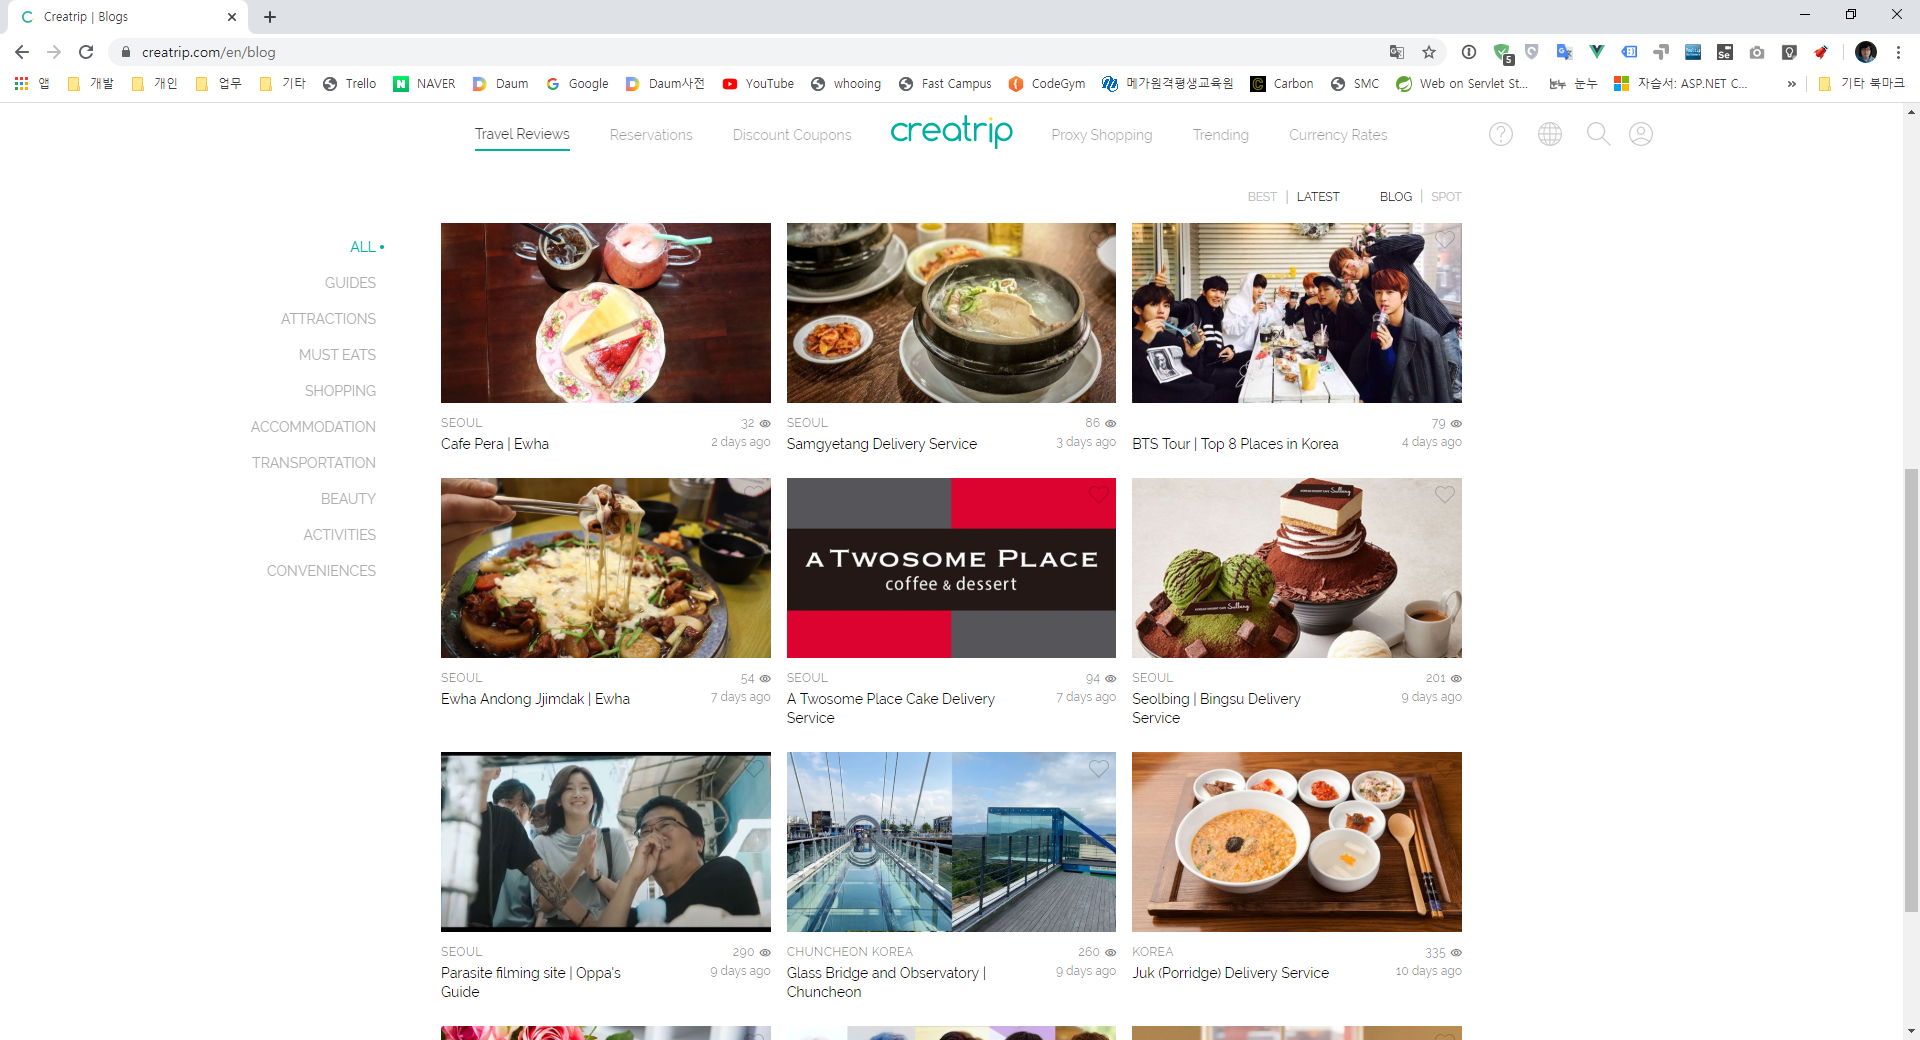 Creatrip | Blogs
creatrip.com/en/blog
5
앱 개발 개인 업무 기타 Trello NAVER Daum Google Daum사전 YouTube whooing Fast Campus CodeGym 메가원격평생교육원 Carbon SMC Web on Servlet St... 눈누 자습서: ASP.NET C... » 기타 북마크
Travel Reviews Reservations Discount Coupons creatrip Proxy Shopping Trending Currency Rates
BEST | LATEST BLOG | SPOT
ALL
GUIDES
ATTRACTIONS
MUST EATS
SHOPPING
ACCOMMODATION
TRANSPORTATION
BEAUTY
ACTIVITIES
CONVENIENCES
SEOUL 32
Cafe Pera | Ewha 2 days ago
SEOUL 86
Samgyetang Delivery Service 3 days ago
79
BTS Tour | Top 8 Places in Korea 4 days ago
SEOUL 54
Ewha Andong Jjimdak | Ewha 7 days ago
A TWOSOME PLACE
coffee & dessert
SEOUL 94
A Twosome Place Cake Delivery 7 days ago
Service
SEOUL 201
Seolbing | Bingsu Delivery 9 days ago
Service
SEOUL 290
Parasite filming site | Oppa's 9 days ago
Guide
CHUNCHEON KOREA 260
Glass Bridge and Observatory | 9 days ago
Chuncheon
KOREA 335
Juk (Porridge) Delivery Service 10 days ago